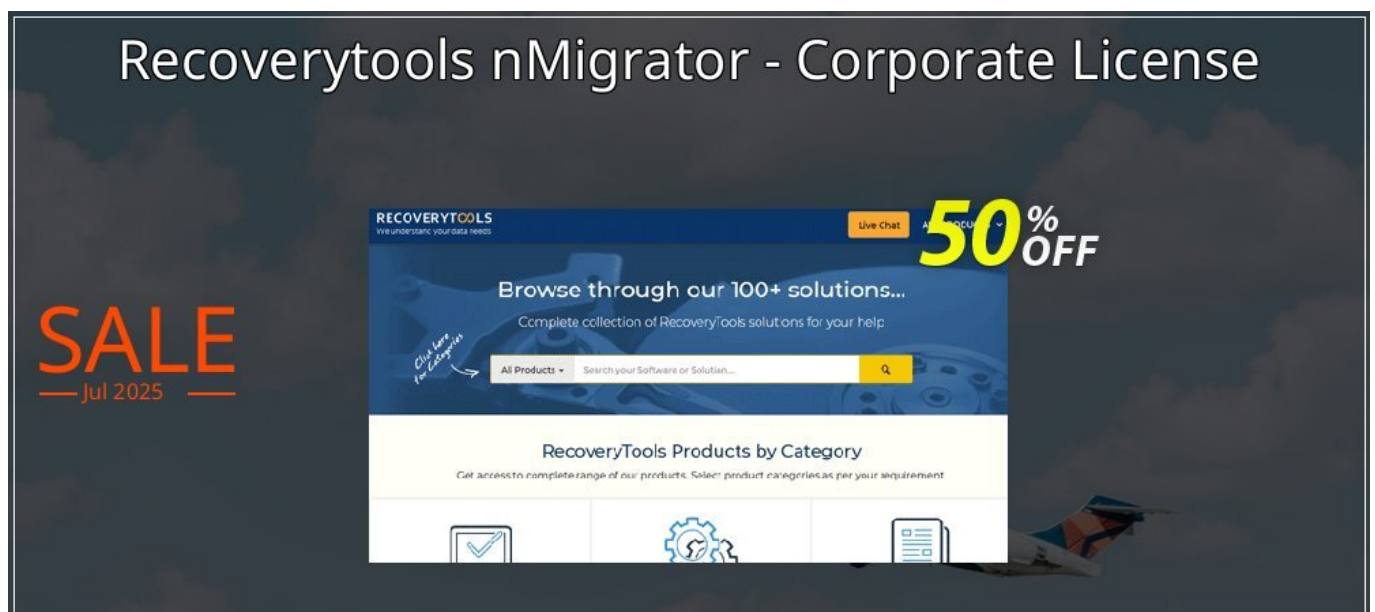 Recoverytools nMigrator - Corporate License
RECOVERYTOOLS
We understand your data needs
Live Chat
50% OFF
Browse through our 100+ solutions...
Complete collection of RecoveryTools solutions for your help
Click here
for Categories
All Products
Search your Software or Solution...
SALE
Jul 2025
RecoveryTools Products by Category
Get access to complete range of our products. Select product categories as per your requirement